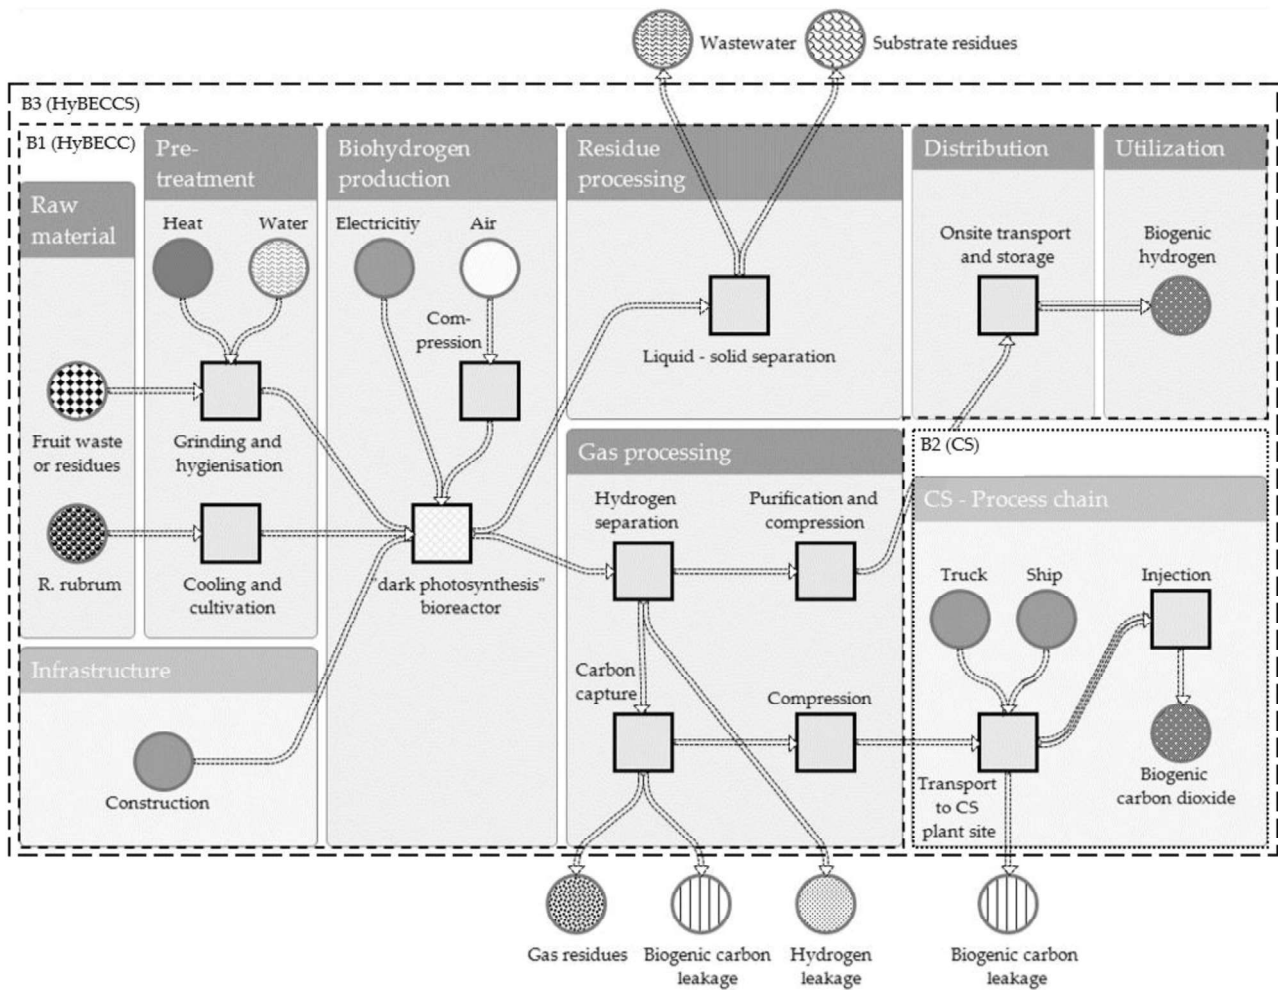 Wastewater
Substrate residues
B3 (HyBECCS)
B1 (HyBECC)
Pre-
treatment
Biohydrogen
production
Residue
processing
Distribution
Utilization
Raw
material
Heat
Water
Electricitiy
Air
Onsite transport
and storage
Biogenic
hydrogen
Com-
pression
Liquid - solid separation
Fruit waste
or residues
Grinding and
hygienisation
Gas processing
B2 (CS)
CS - Process chain
Hydrogen
separation
Purification and
compression
R. rubrum
Cooling and
cultivation
"dark photosynthesis"
bioreactor
Truck
Ship
Injection
Infrastructure
Carbon
capture
Compression
Construction
Transport
to CS
plant site
Biogenic
carbon dioxide
Gas residues
Biogenic carbon
leakage
Hydrogen
leakage
Biogenic carbon
leakage